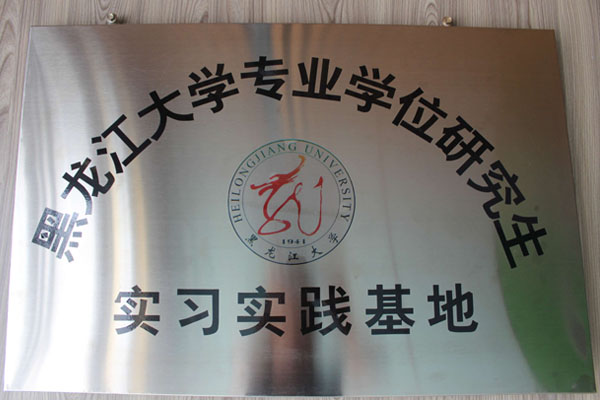 黑龙江大学专业学位研究生
HEILONGJIANG UNIVERSITY
1941
黑龙江大学
实习实践基地